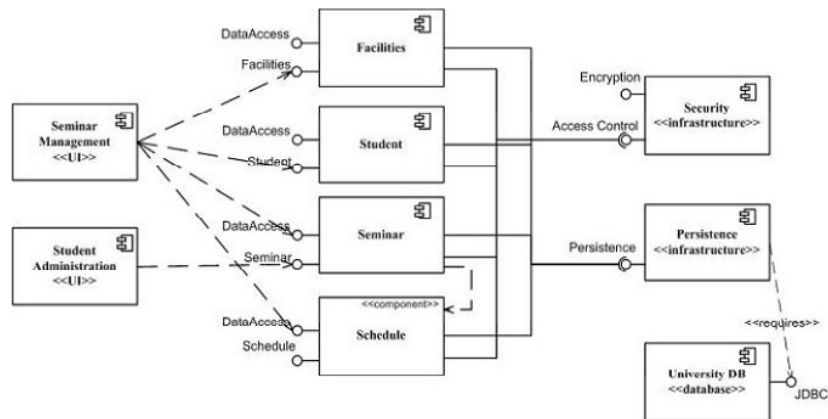 DataAccess
Facilities
Facilities
Seminar
Management
<<UI>>
DataAccess
Student
Student
Student
Administration
<<UI>>
DataAccess
Seminar
Seminar
<<component>>
DataAccess
Schedule
Schedule
Encryption
Access Control
Security
<<infrastructure>>
Persistence
Persistence
<<infrastructure>>
<<requires>>
University DB
<<database>>
JDBC